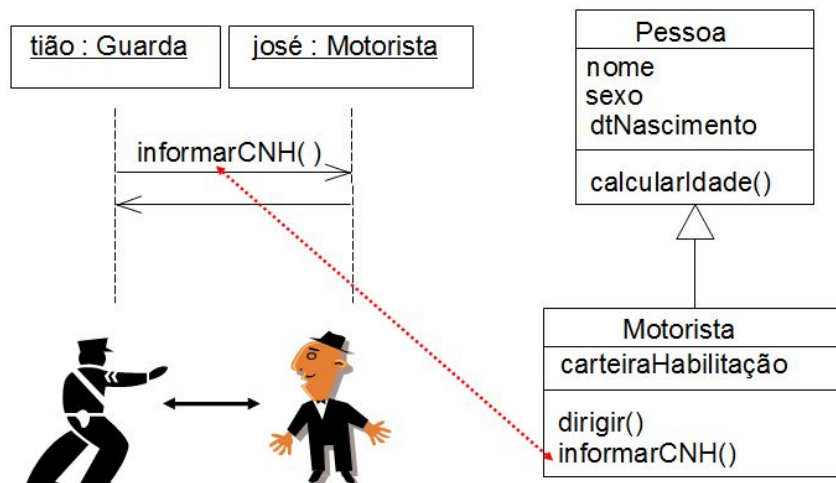 tião : Guarda
josé : Motorista
informarCNH( )
Pessoa
nome
sexo
dtNascimento
calcularIdade()
Motorista
carteiraHabilitação
dirigir()
informarCNH()